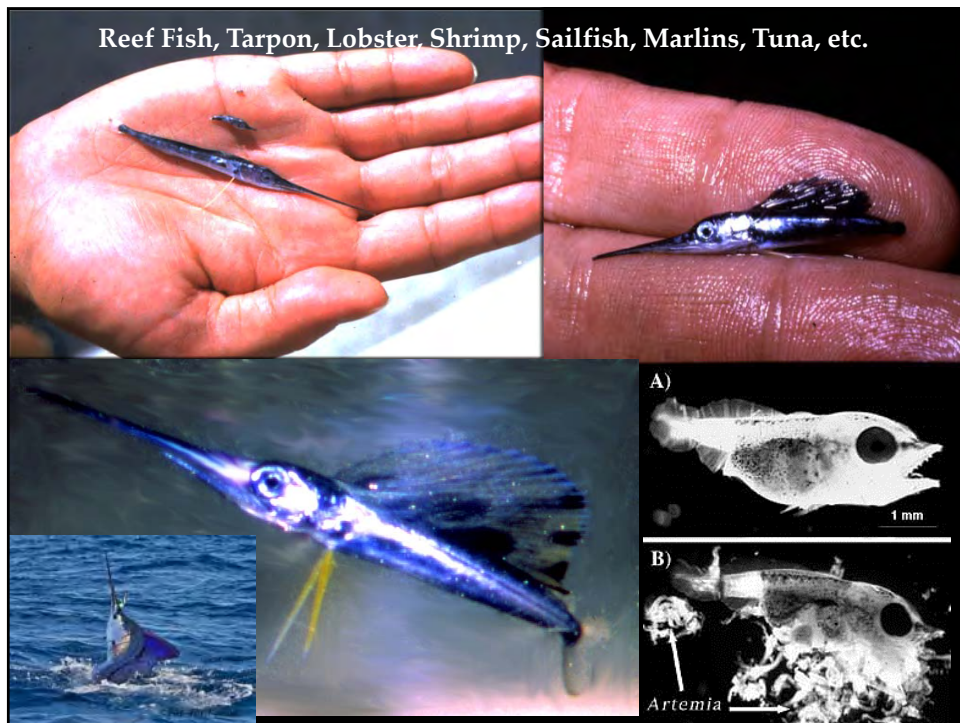 Reef Fish, Tarpon, Lobster, Shrimp, Sailfish, Marlins, Tuna, etc.
A)
1 mm
B)
Artemia